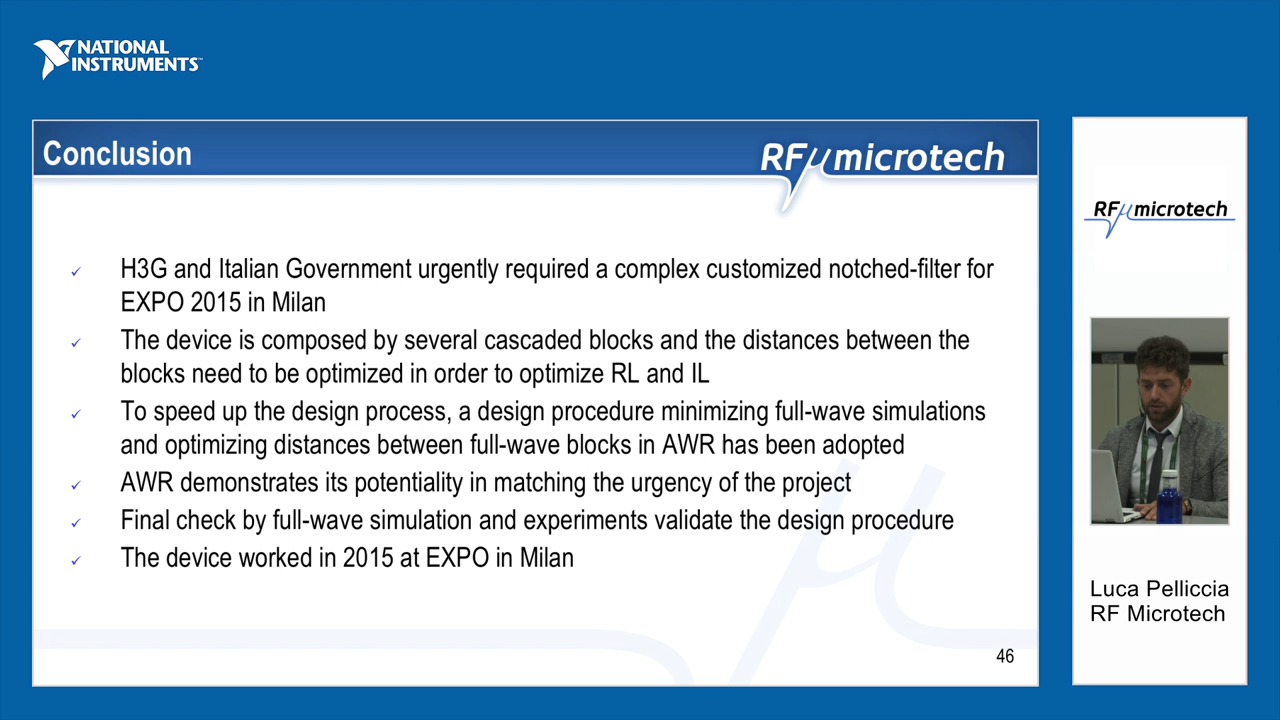 NATIONAL
INSTRUMENTS™
Conclusion
RFμmicrotech
✓ H3G and Italian Government urgently required a complex customized notched-filter for
EXPO 2015 in Milan
✓ The device is composed by several cascaded blocks and the distances between the
blocks need to be optimized in order to optimize RL and IL
✓ To speed up the design process, a design procedure minimizing full-wave simulations
and optimizing distances between full-wave blocks in AWR has been adopted
✓ AWR demonstrates its potentiality in matching the urgency of the project
✓ Final check by full-wave simulation and experiments validate the design procedure
✓ The device worked in 2015 at EXPO in Milan
46
RFμmicrotech
Luca Pelliccia
RF Microtech